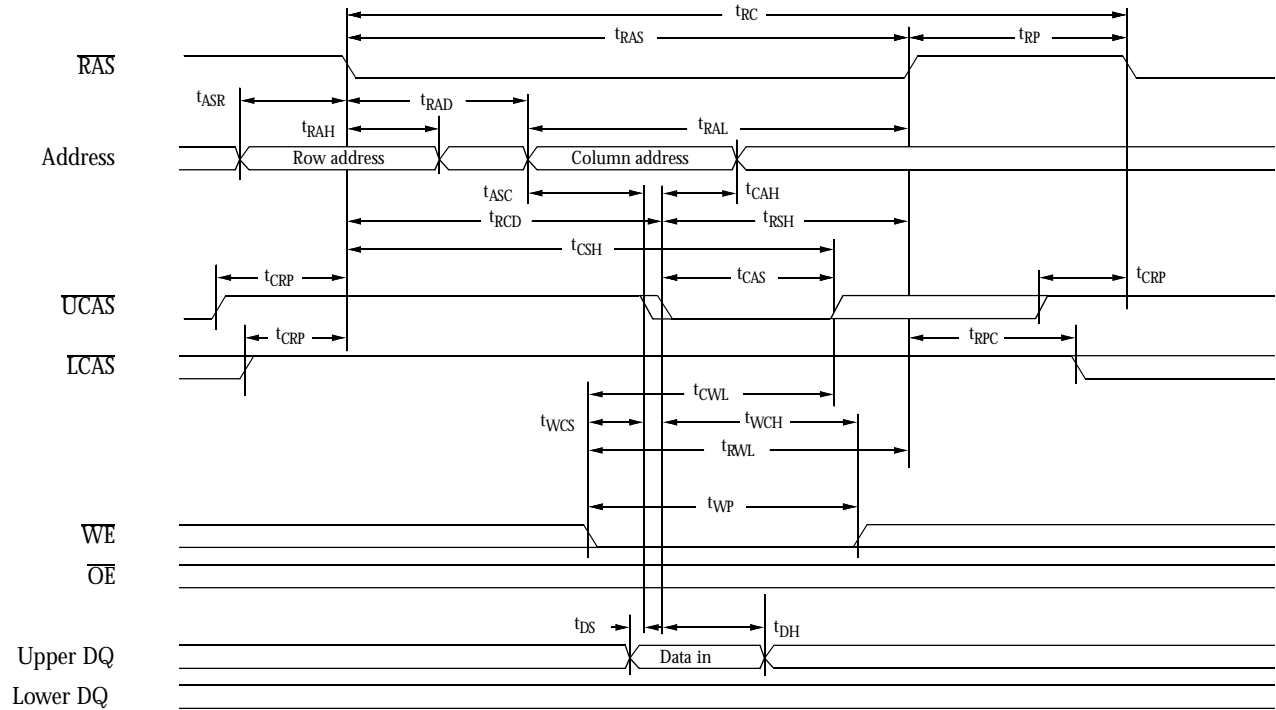 tRC
tRAS
tRP
RAS
tASR
tRAD
tRAH
tRAL
Address
Row address
Column address
tASC
tCAH
tRCD
tRSH
tCSH
tCRP
tCAS
tCRP
UCAS
tCRP
tRPC
LCAS
tCWL
tWCS
tWCH
tRWL
tWP
WE
OE
tDS
tDH
Upper DQ
Data in
Lower DQ